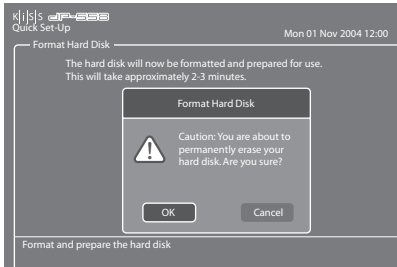 KiSS DP-558
Quick Set-Up
Mon 01 Nov 2004 12:00
Format Hard Disk
The hard disk will now be formatted and prepared for use.
This will take approximately 2-3 minutes.
Format Hard Disk
Caution: You are about to
permanently erase your
hard disk. Are you sure?
OK
Cancel
Format and prepare the hard disk